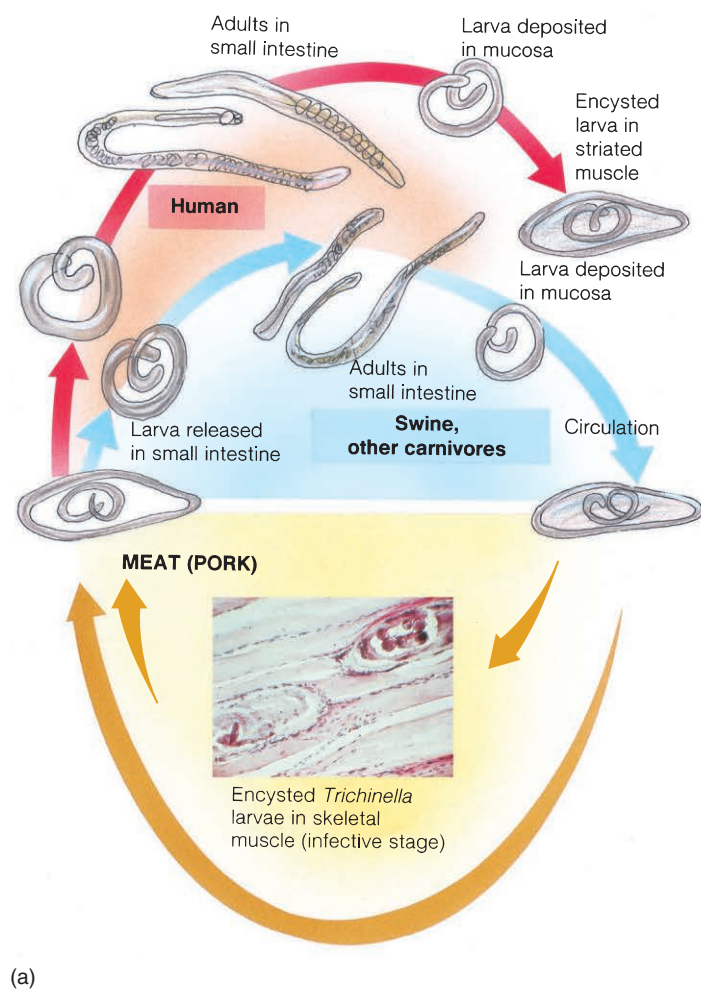 Adults in
small intestine
Larva deposited
in mucosa
Encysted
larva in
striated
muscle
Human
Larva deposited
in mucosa
Adults in
small intestine
Larva released
in small intestine
Swine,
other carnivores
Circulation
MEAT (PORK)
Encysted Trichinella
larvae in skeletal
muscle (infective stage)
(a)